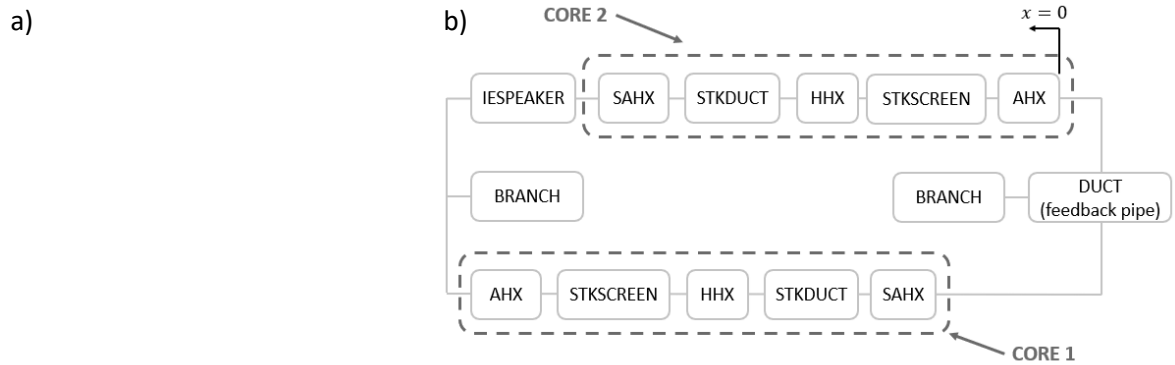 a)
b)
CORE 2
x = 0
IESPEAKER
SAHX
STKDUCT
HHX
STKSCREEN
AHX
BRANCH
BRANCH
DUCT
(feedback pipe)
AHX
STKSCREEN
HHX
STKDUCT
SAHX
CORE 1